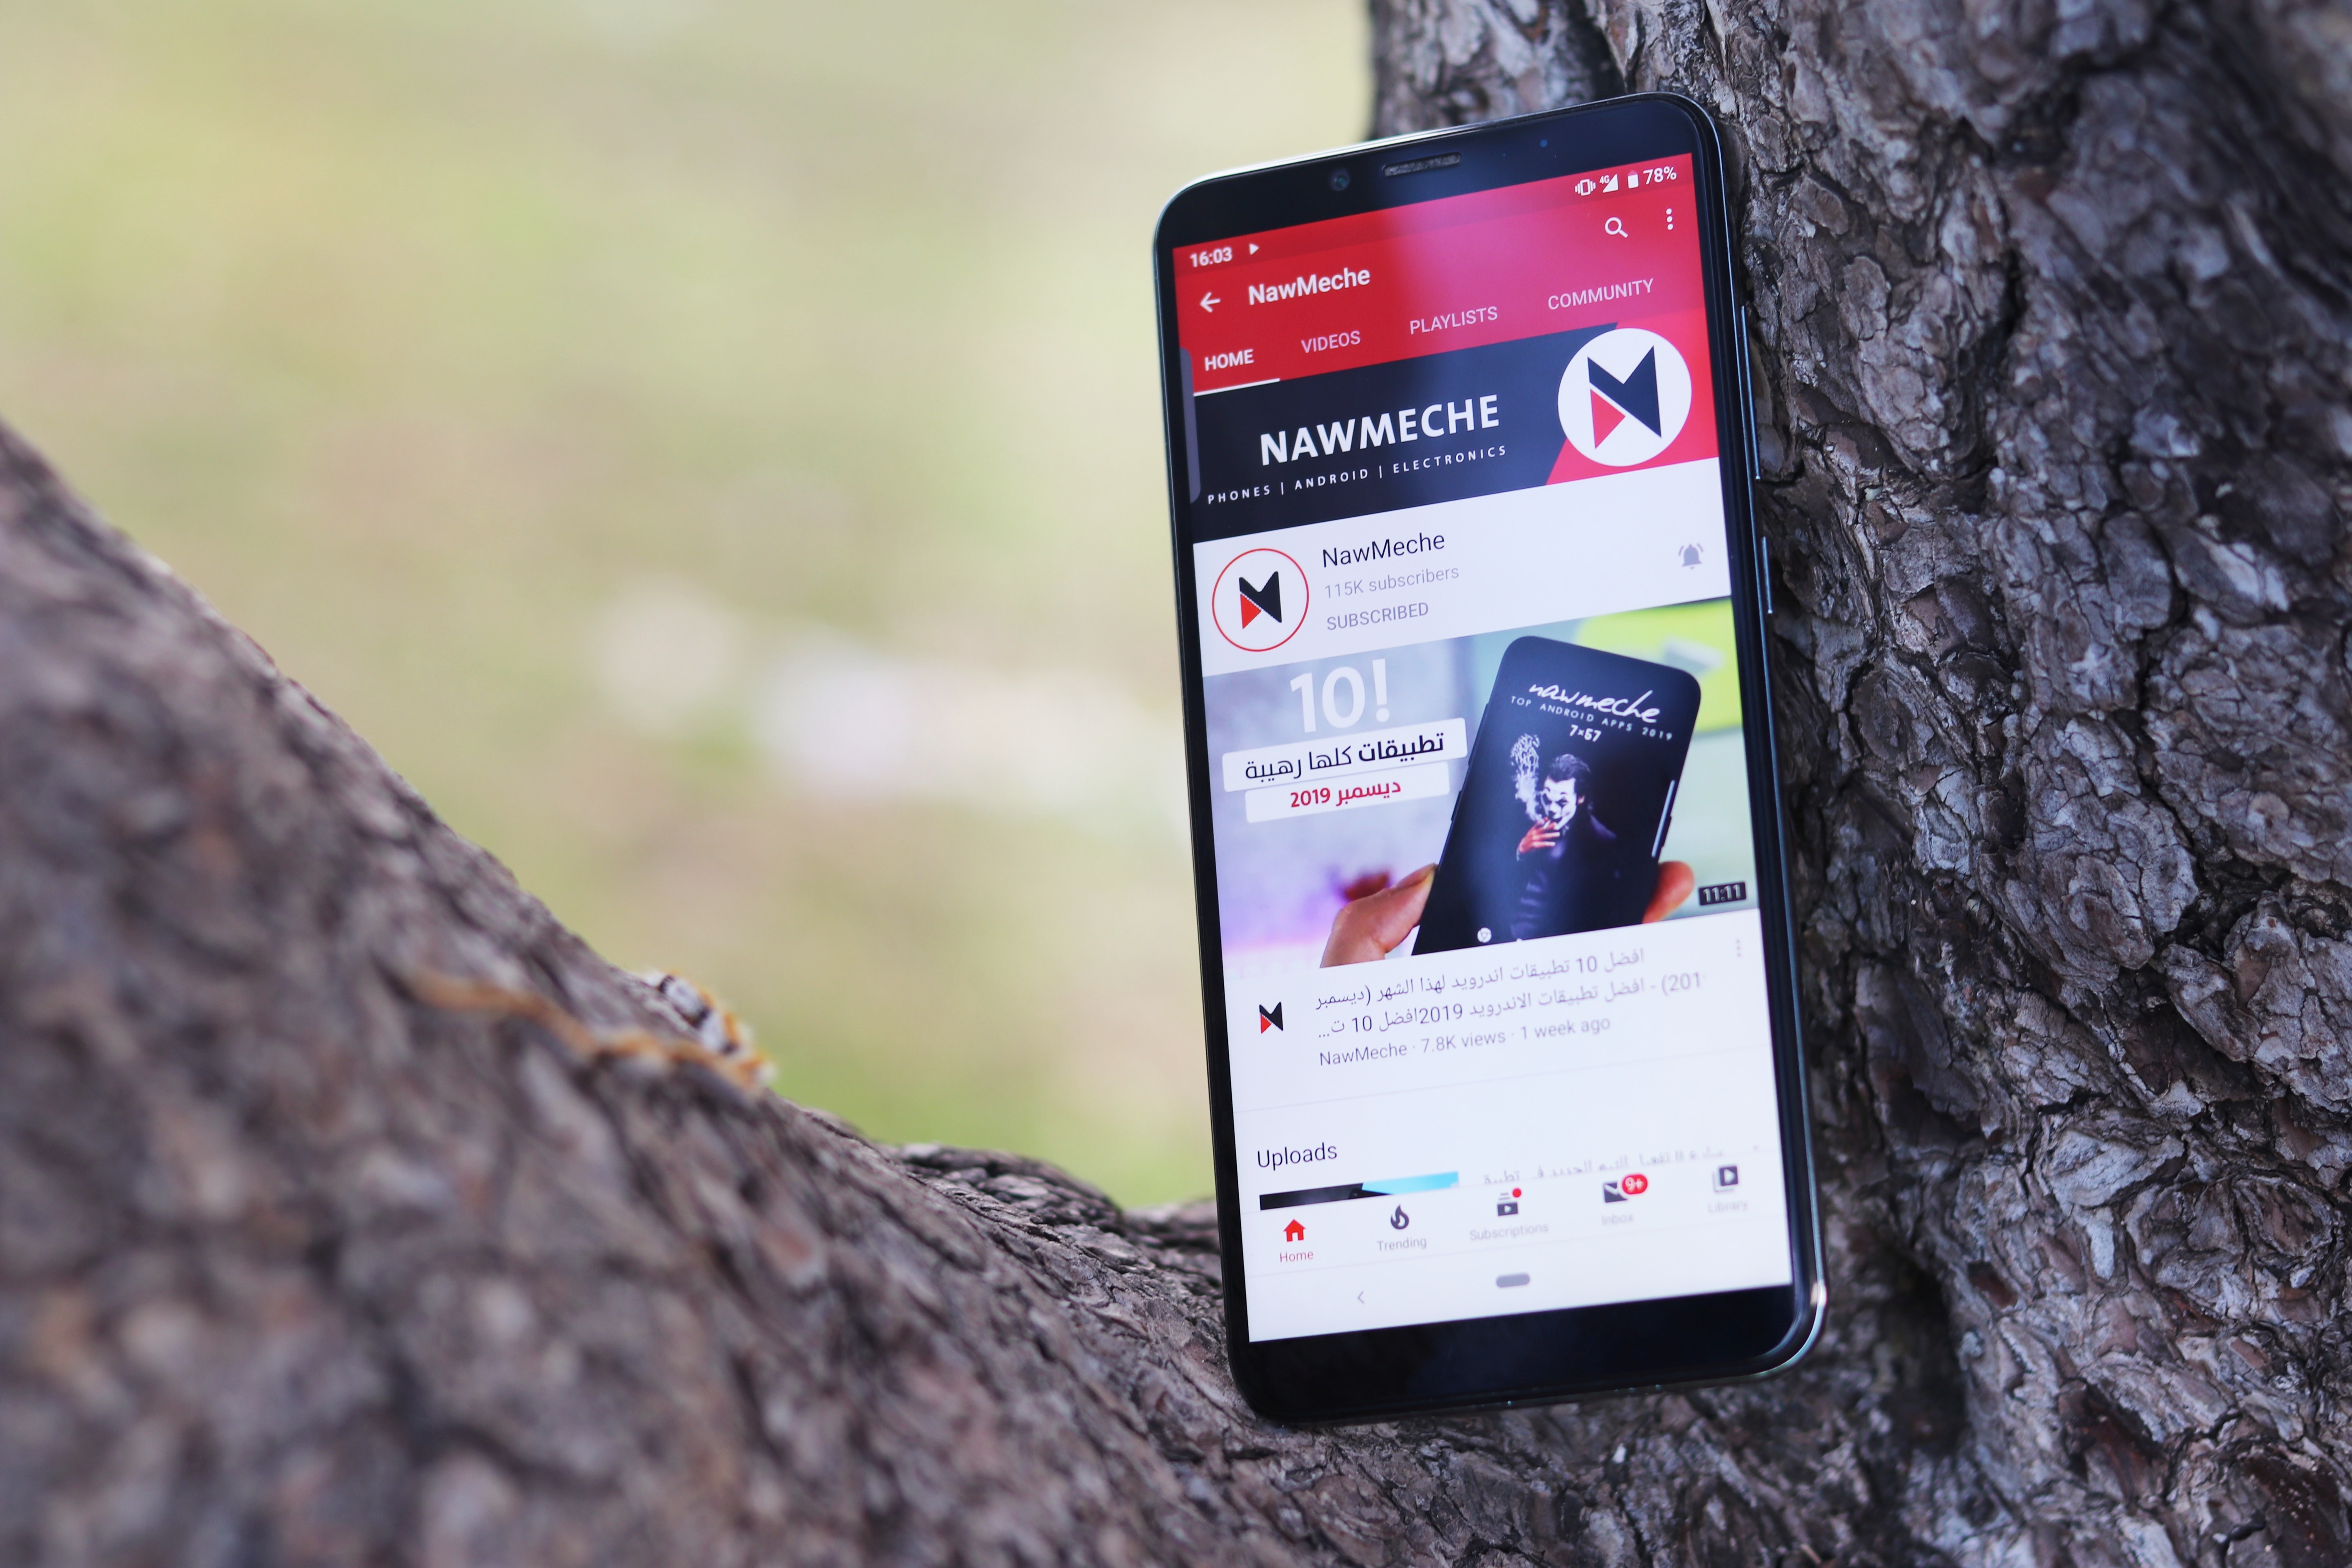 16:03
4G 78%
NawMeche
HOME VIDEOS PLAYLISTS COMMUNITY
NAWMECHE
PHONES | ANDROID | ELECTRONICS
NawMeche
115K subscribers
SUBSCRIBED
10!
تطبيقات كلها رهيبة
ديسمبر 2019
nawmeche
TOP ANDROID APPS 2019
7:57
11:11
افضل 10 تطبيقات اندرويد لهذا الشهر (ديسمبر
201) - افضل تطبيقات الاندرويد 2019افضل 10 ت...
NawMeche · 7.8K views · 1 week ago
Uploads
9+
Home Trending Subscriptions Inbox Library